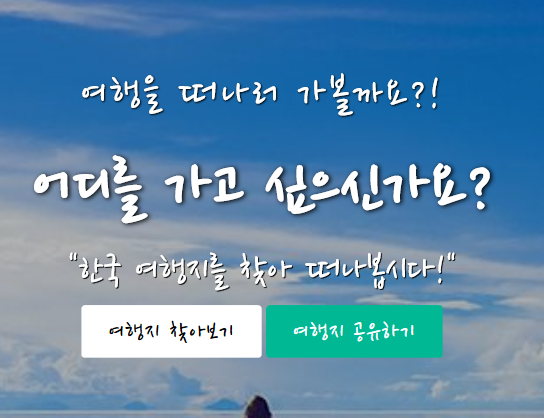 여행을 떠나러 가볼까요?!
어디를 가고 싶으신가요?
"한국 여행지를 찾아 떠나봅시다!"
여행지 찾아보기 여행지 공유하기